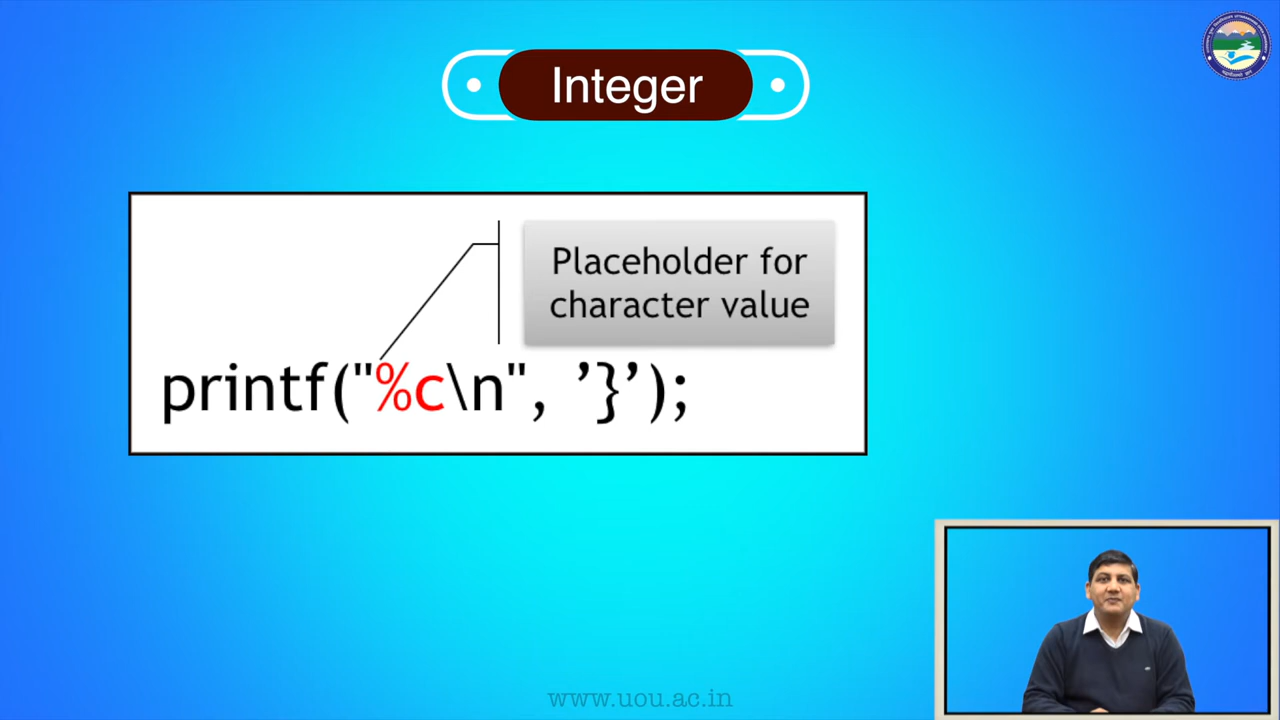 Integer
Placeholder for
character value
printf("%c\n", ’}’);
www.uou.ac.in